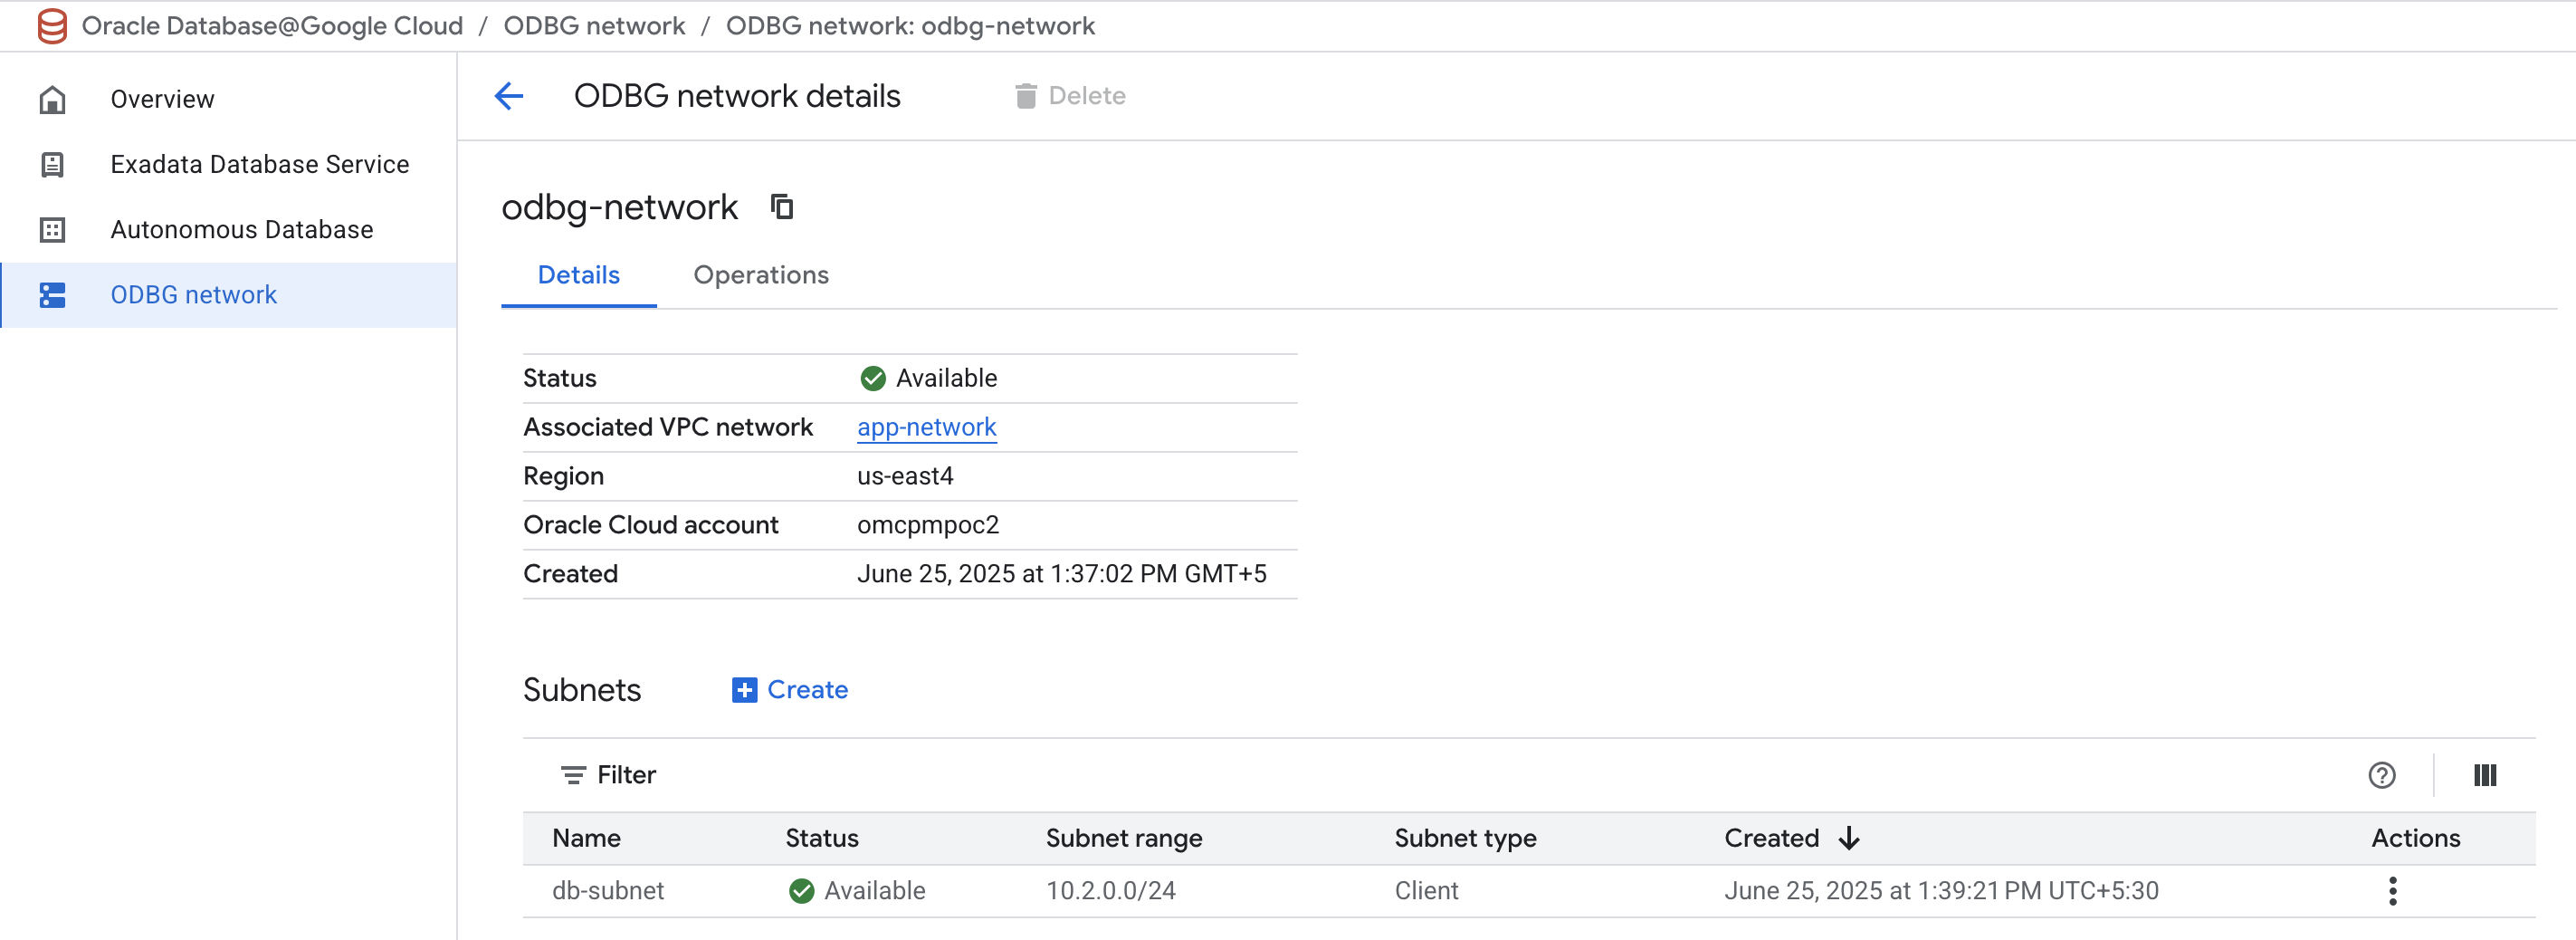 Oracle Database@Google Cloud / ODBG network / ODBG network: odbg-network
Overview
Exadata Database Service
Autonomous Database
ODBG network
ODBG network details
Delete
odbg-network
Details Operations
Status Available
Associated VPC network app-network
Region us-east4
Oracle Cloud account omcpmpoc2
Created June 25, 2025 at 1:37:02 PM GMT+5
Subnets Create
Filter
Name Status Subnet range Subnet type Created Actions
db-subnet Available 10.2.0.0/24 Client June 25, 2025 at 1:39:21 PM UTC+5:30